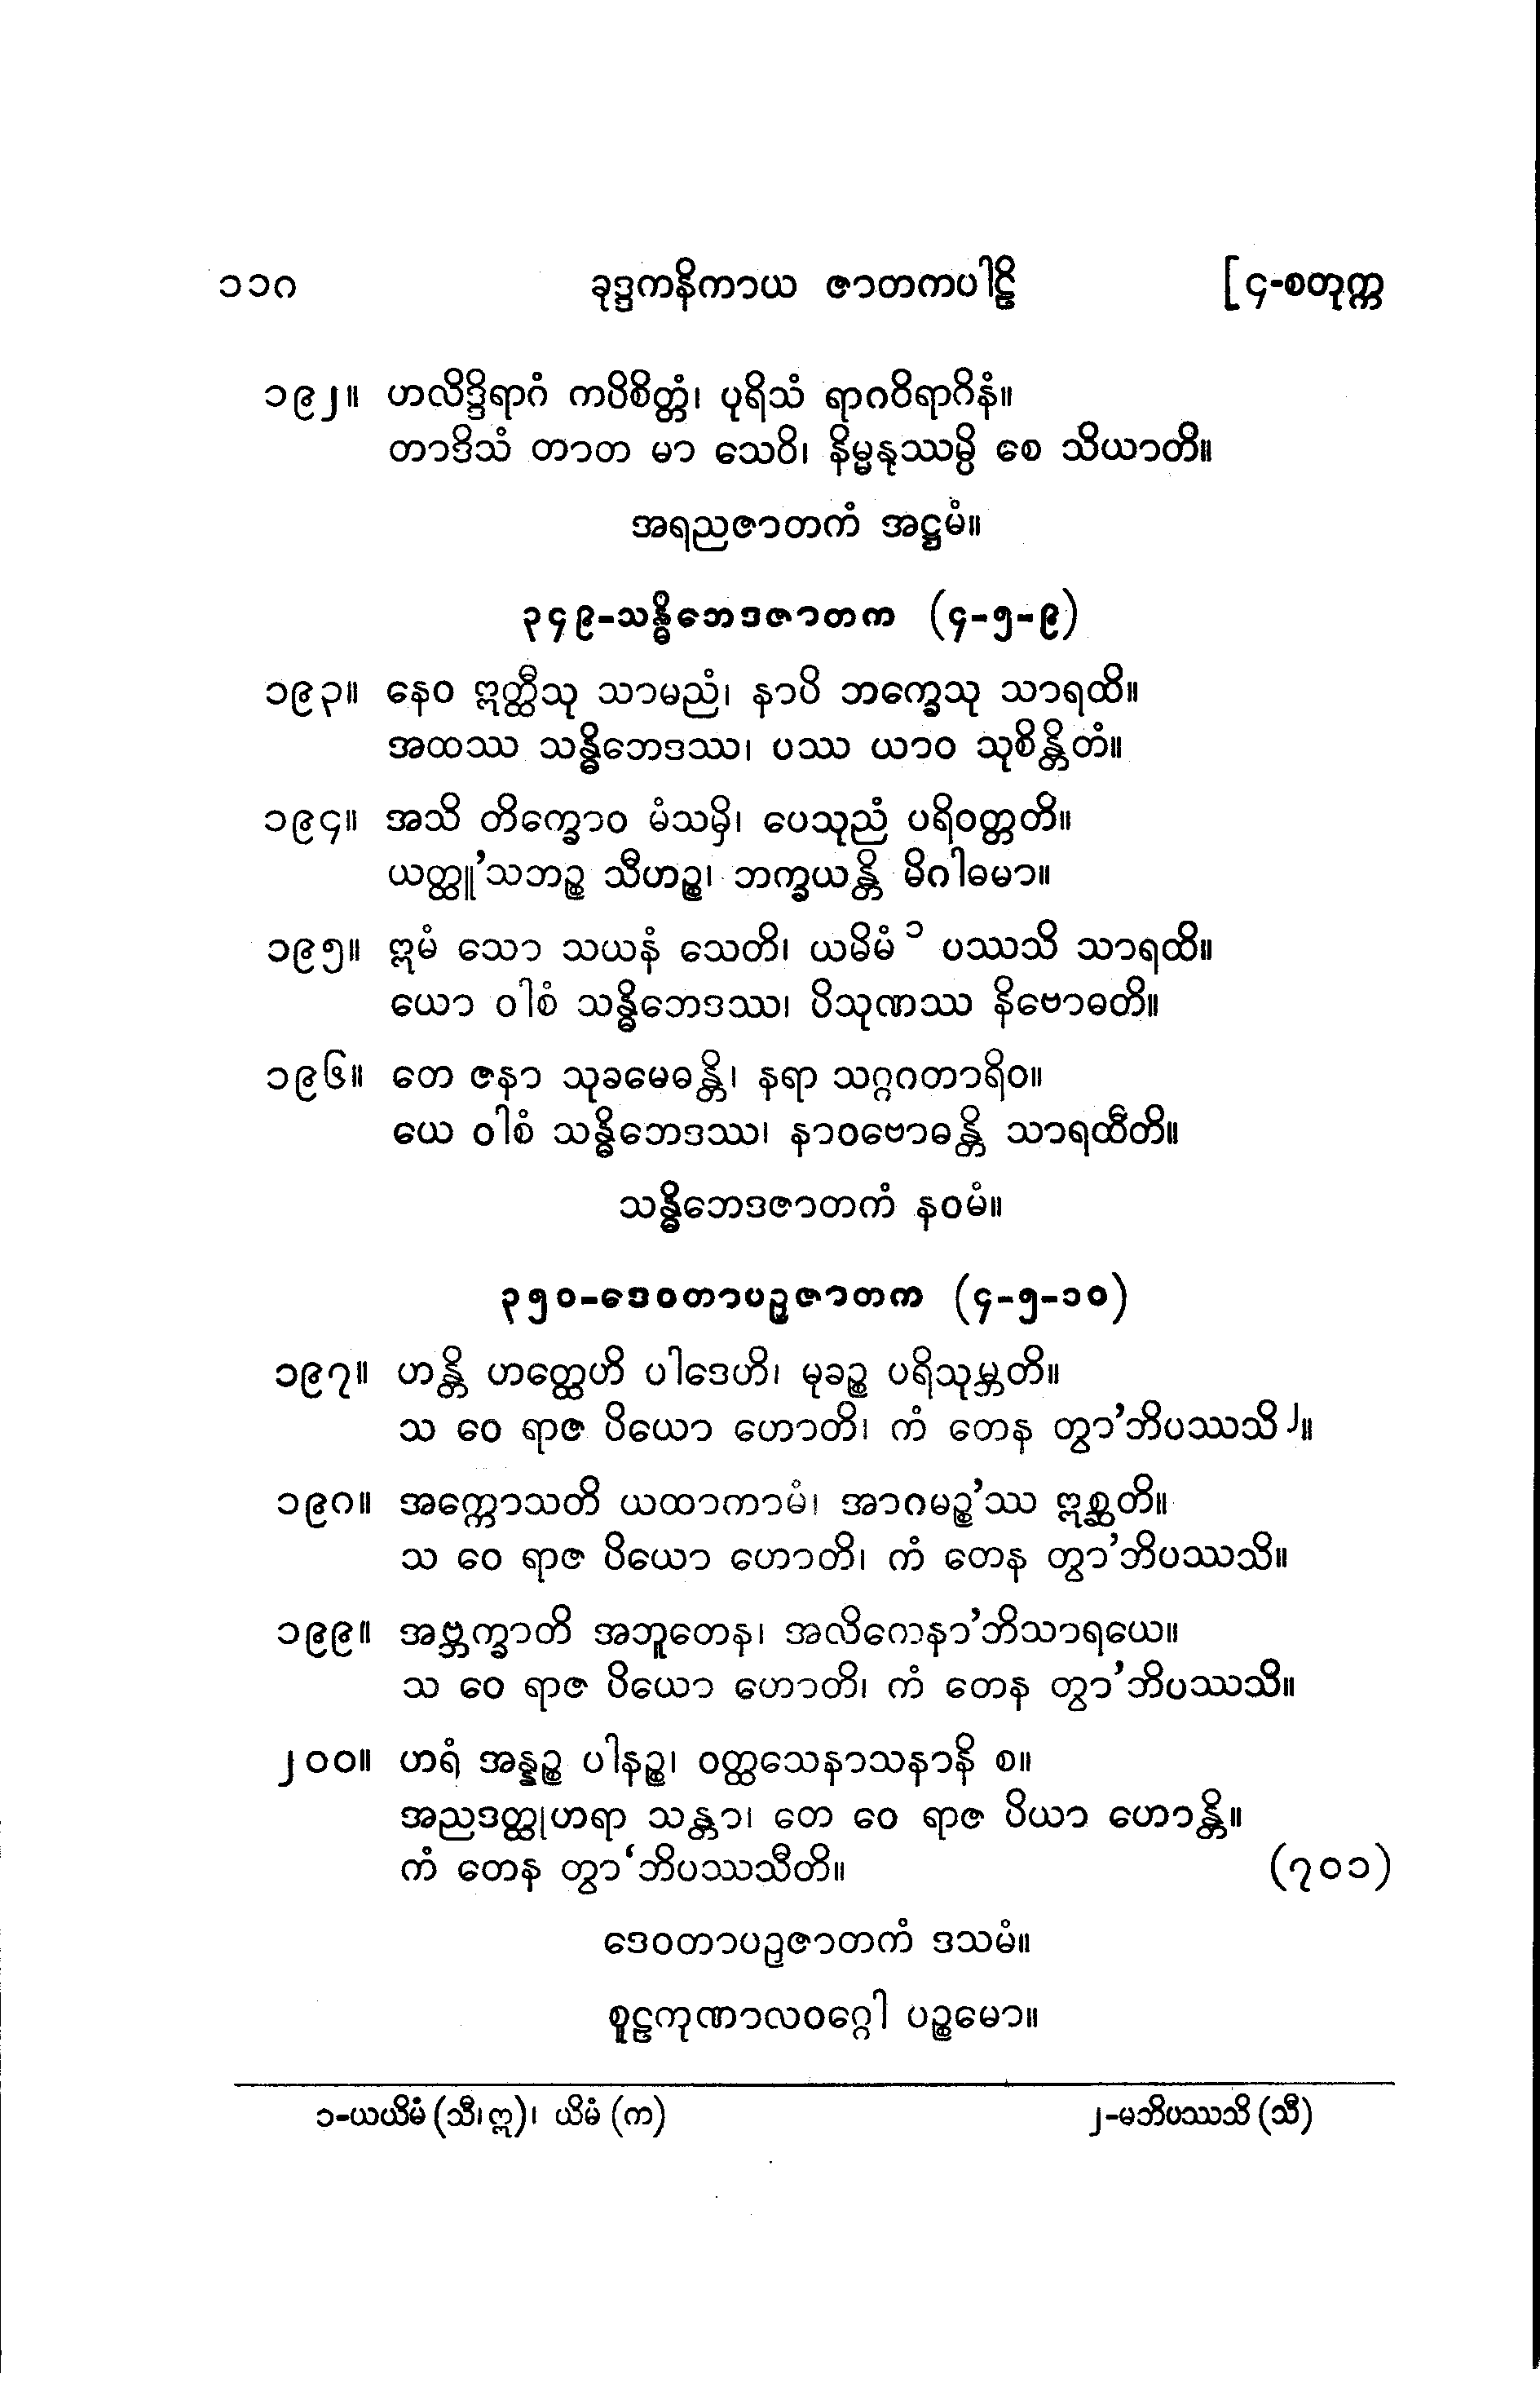 ၁၁၈ ခုဒ္ဒကနိကာယ ဇာတကပါဠိ [၄-စတုက္က
၁၉၂။ ဟလိဒ္ဒိရာဂံ ကပိစိတ္တံ၊ ပုရိသံ ရာဂဝိရာဂိနံ။
တာဒိသံ တာတ မာ သေဝိ၊ နိမ္မနုဿမ္ပိ စေ သိယာတိ။
အရညဇာတကံ အဋ္ဌမံ။
၃၄၉-သန္ဓိဘေဒဇာတက (၄-၅-၉)
၁၉၃။ နေဝ ဣတ္ထီသု သာမညံ၊ နာပိ ဘက္ခေသု သာရထိ။
အထဿ သန္ဓိဘေဒဿ၊ ပဿ ယာဝ သုစိန္တိတံ။
၁၉၄။ အသိ တိက္ခောဝ မံသမှိ၊ ပေသုညံ ပရိဝတ္တတိ။
ယတ္ထူ’သဘဉ္စ သီဟဉ္စ၊ ဘက္ခယန္တိ မိဂါဓမာ။
၁၉၅။ ဣမံ သော သယနံ သေတိ၊ ယမိမံ ၁ ပဿသိ သာရထိ။
ယော ဝါစံ သန္ဓိဘေဒဿ၊ ပိသုဏဿ နိဗောဓတိ။
၁၉၆။ တေ ဇနာ သုခမေဓန္တိ၊ နရာ သဂ္ဂဂတာရိဝ။
ယေ ဝါစံ သန္ဓိဘေဒဿ၊ နာဝဗောဓန္တိ သာရထီတိ။
သန္ဓိဘေဒဇာတကံ နဝမံ။
၃၅၀-ဒေဝတာပဉှဇာတက (၄-၅-၁၀)
၁၉၇။ ဟန္တိ ဟတ္ထေဟိ ပါဒေဟိ၊ မုခဉ္စ ပရိသုမ္ဘတိ။
သ ဝေ ရာဇ ပိယော ဟောတိ၊ ကံ တေန တွာ’ဘိပဿသိ ၂။
၁၉၈။ အက္ကောသတိ ယထာကာမံ၊ အာဂမဉ္စ’ဿ ဣစ္ဆတိ။
သ ဝေ ရာဇ ပိယော ဟောတိ၊ ကံ တေန တွာ’ဘိပဿသိ။
၁၉၉။ အဗ္ဘက္ခာတိ အဘူတေန၊ အလိကေနာ’ဘိသာရယေ။
သ ဝေ ရာဇ ပိယော ဟောတိ၊ ကံ တေန တွာ’ဘိပဿသိ။
၂၀၀။ ဟရံ အန္နဉ္စ ပါနဉ္စ၊ ဝတ္ထသေနာသနာနိ စ။
အညဒတ္ထုဟရာ သန္တာ၊ တေ ဝေ ရာဇ ပိယာ ဟောန္တိ။
ကံ တေန တွာ‘ဘိပဿသီတိ။ (၇၀၁)
ဒေဝတာပဉှဇာတကံ ဒသမံ။
စူဠကုဏာလဝဂ္ဂေါ ပဉ္စမော။
၁-ယယိမံ (သီ၊ ဣ)၊ ယိမံ (က) ၂-မဘိပဿသိ (သီ)